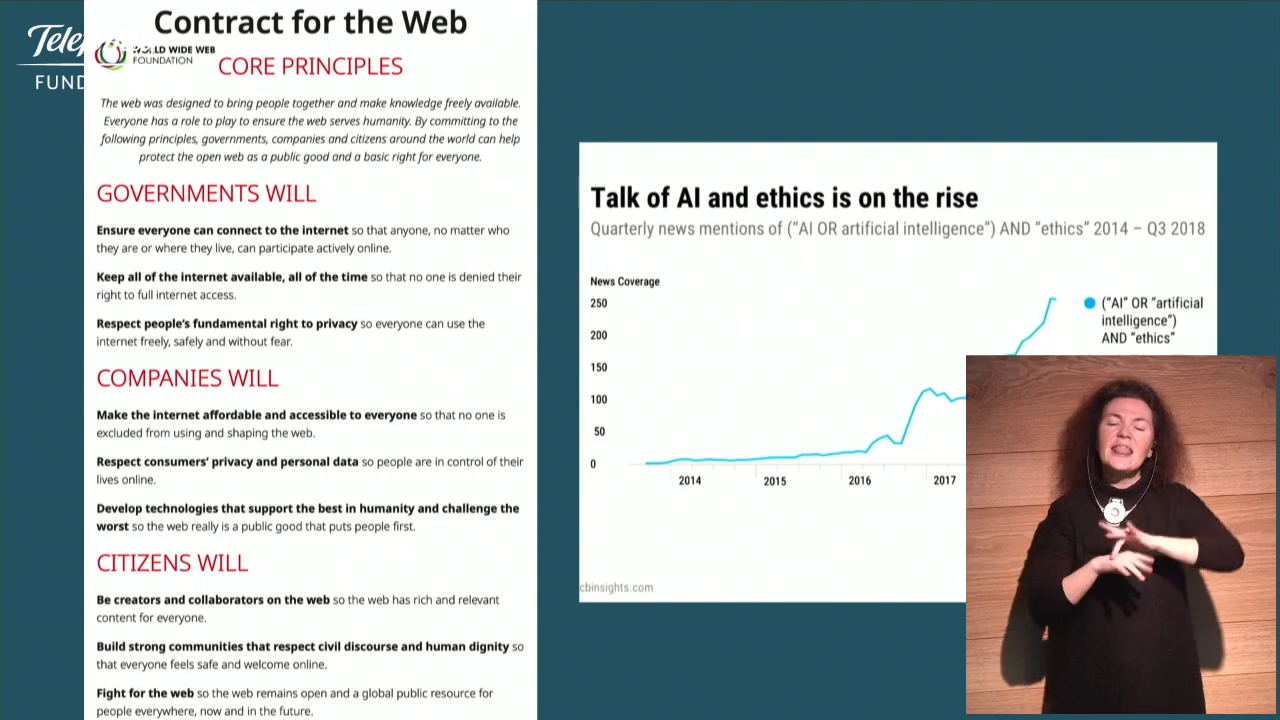 Contract for the Web
WORLD WIDE WEB
FOUNDATION
CORE PRINCIPLES
The web was designed to bring people together and make knowledge freely available.
Everyone has a role to play to ensure the web serves humanity. By committing to the
following principles, governments, companies and citizens around the world can help
protect the open web as a public good and a basic right for everyone.
GOVERNMENTS WILL
Ensure everyone can connect to the internet so that anyone, no matter who
they are or where they live, can participate actively online.
Keep all of the internet available, all of the time so that no one is denied their
right to full internet access.
Respect people's fundamental right to privacy so everyone can use the
internet freely, safely and without fear.
COMPANIES WILL
Make the internet affordable and accessible to everyone so that no one is
excluded from using and shaping the web.
Respect consumers' privacy and personal data so people are in control of their
lives online.
Develop technologies that support the best in humanity and challenge the
worst so the web really is a public good that puts people first.
CITIZENS WILL
Be creators and collaborators on the web so the web has rich and relevant
content for everyone.
Build strong communities that respect civil discourse and human dignity so
that everyone feels safe and welcome online.
Fight for the web so the web remains open and a global public resource for
people everywhere, now and in the future.
Talk of AI and ethics is on the rise
Quarterly news mentions of ("AI OR artificial intelligence") AND "ethics" 2014 – Q3 2018
News Coverage
250
200
150
100
50
0
2014 2015 2016 2017
("AI" OR "artificial
intelligence")
AND "ethics"
cbinsights.com